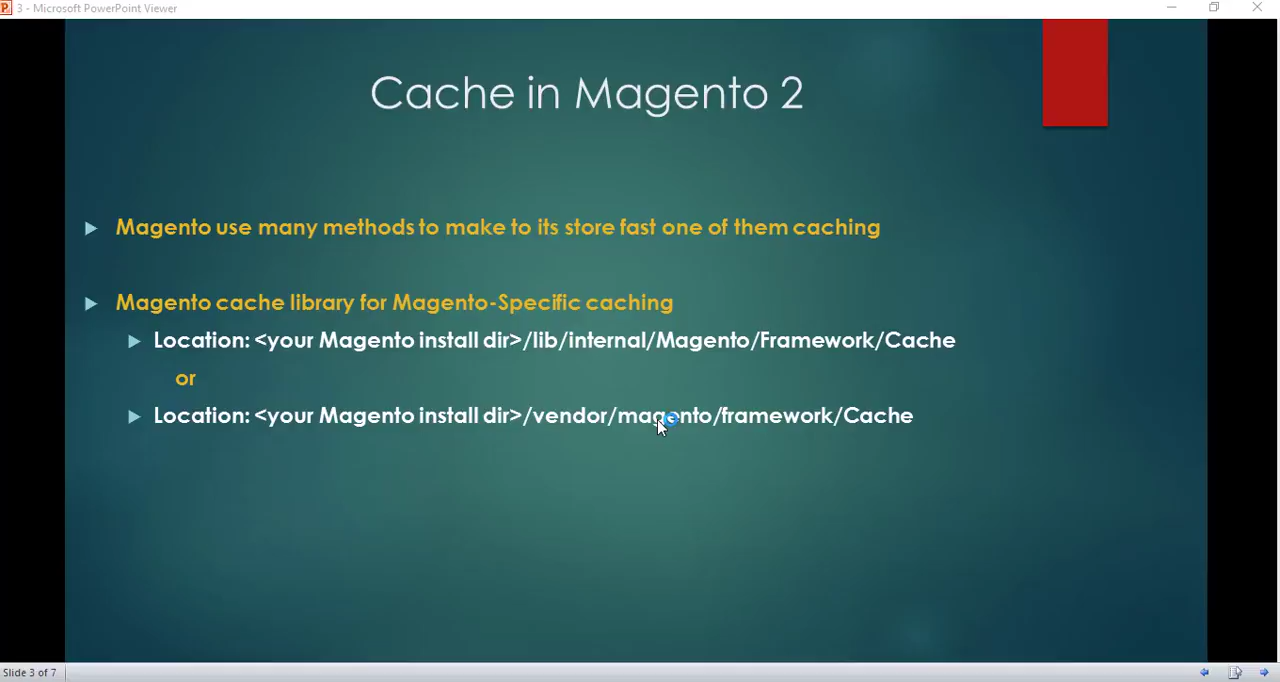 3 - Microsoft PowerPoint Viewer
Cache in Magento 2
Magento use many methods to make to its store fast one of them caching
Magento cache library for Magento-Specific caching
Location: <your Magento install dir>/lib/internal/Magento/Framework/Cache
or
Location: <your Magento install dir>/vendor/magento/framework/Cache
Slide 3 of 7